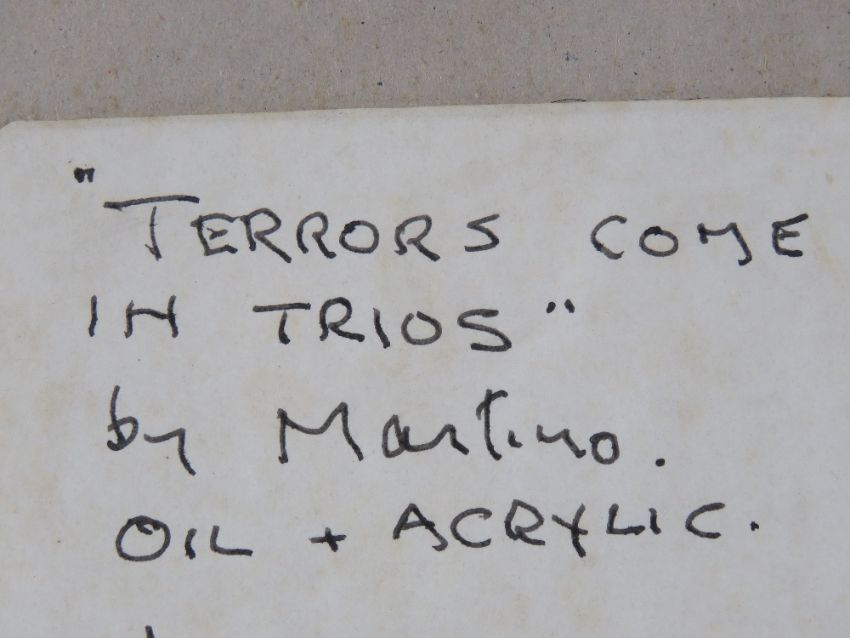 "TERRORS COME
IN TRIOS"
by Martino.
OIL + ACRYLIC.